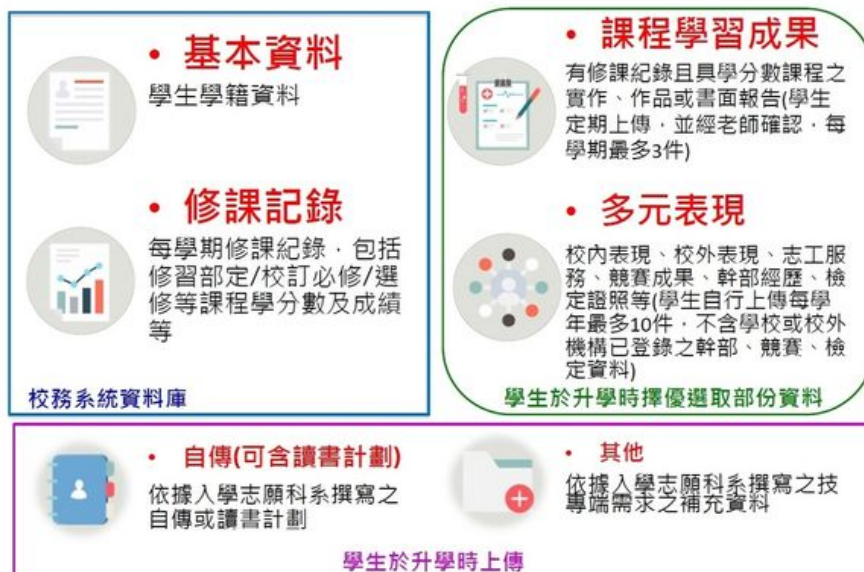 • 基本資料
學生學籍資料
• 修課記錄
每學期修課紀錄，包括
修習部定/校訂必修/選
修等課程學分數及成績
等
校務系統資料庫
• 課程學習成果
有修課紀錄且具學分數課程之
實作、作品或書面報告(學生
定期上傳，並經老師確認，每
學期最多3件)
• 多元表現
校內表現、校外表現、志工服
務、競賽成果、幹部經歷、檢
定證照等(學生自行上傳每學
年最多10件，不含學校或校外
機構已登錄之幹部、競賽、檢
定資料)
學生於升學時擇優選取部份資料
• 自傳(可含讀書計劃)
依據入學志願科系撰寫之
自傳或讀書計劃
• 其他
依據入學志願科系撰寫之技
專端需求之補充資料
學生於升學時上傳